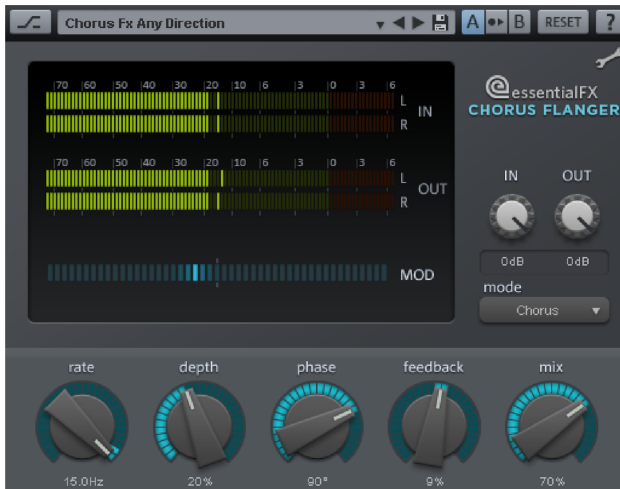 Chorus Fx Any Direction A B RESET ?
essentialFX
CHORUS FLANGER
70 60 50 40 30 20 10 6 3 0 3 6
L
IN
R
70 60 50 40 30 20 10 6 3 0 3 6
L
OUT
R
MOD
IN OUT
0dB 0dB
mode
Chorus
rate depth phase feedback mix
15.0Hz 20% 90° 9% 70%